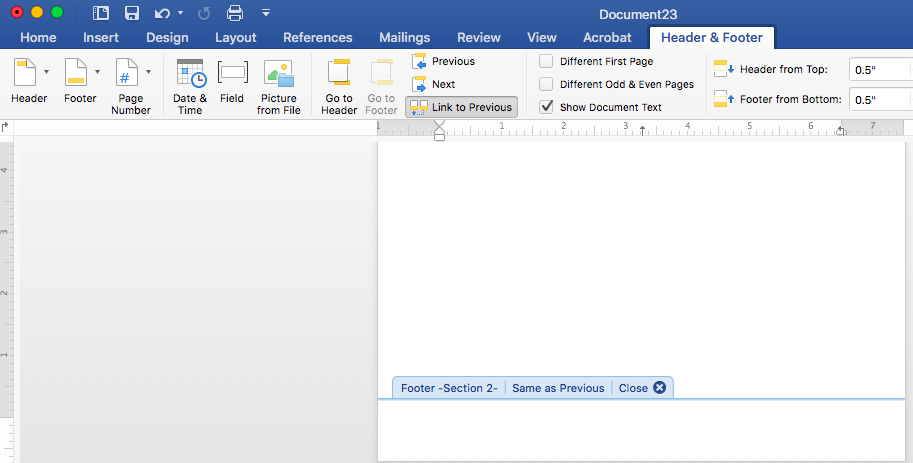 Document23
Home Insert Design Layout References Mailings Review View Acrobat Header & Footer
Header Footer Page Number Date & Time Field Picture from File Go to Header Go to Footer
Previous
Next
Link to Previous
Different First Page
Different Odd & Even Pages
Show Document Text
Header from Top: 0.5"
Footer from Bottom: 0.5"
1 1 2 3 4 5 6 7
4
3
2
1
Footer -Section 2- Same as Previous Close